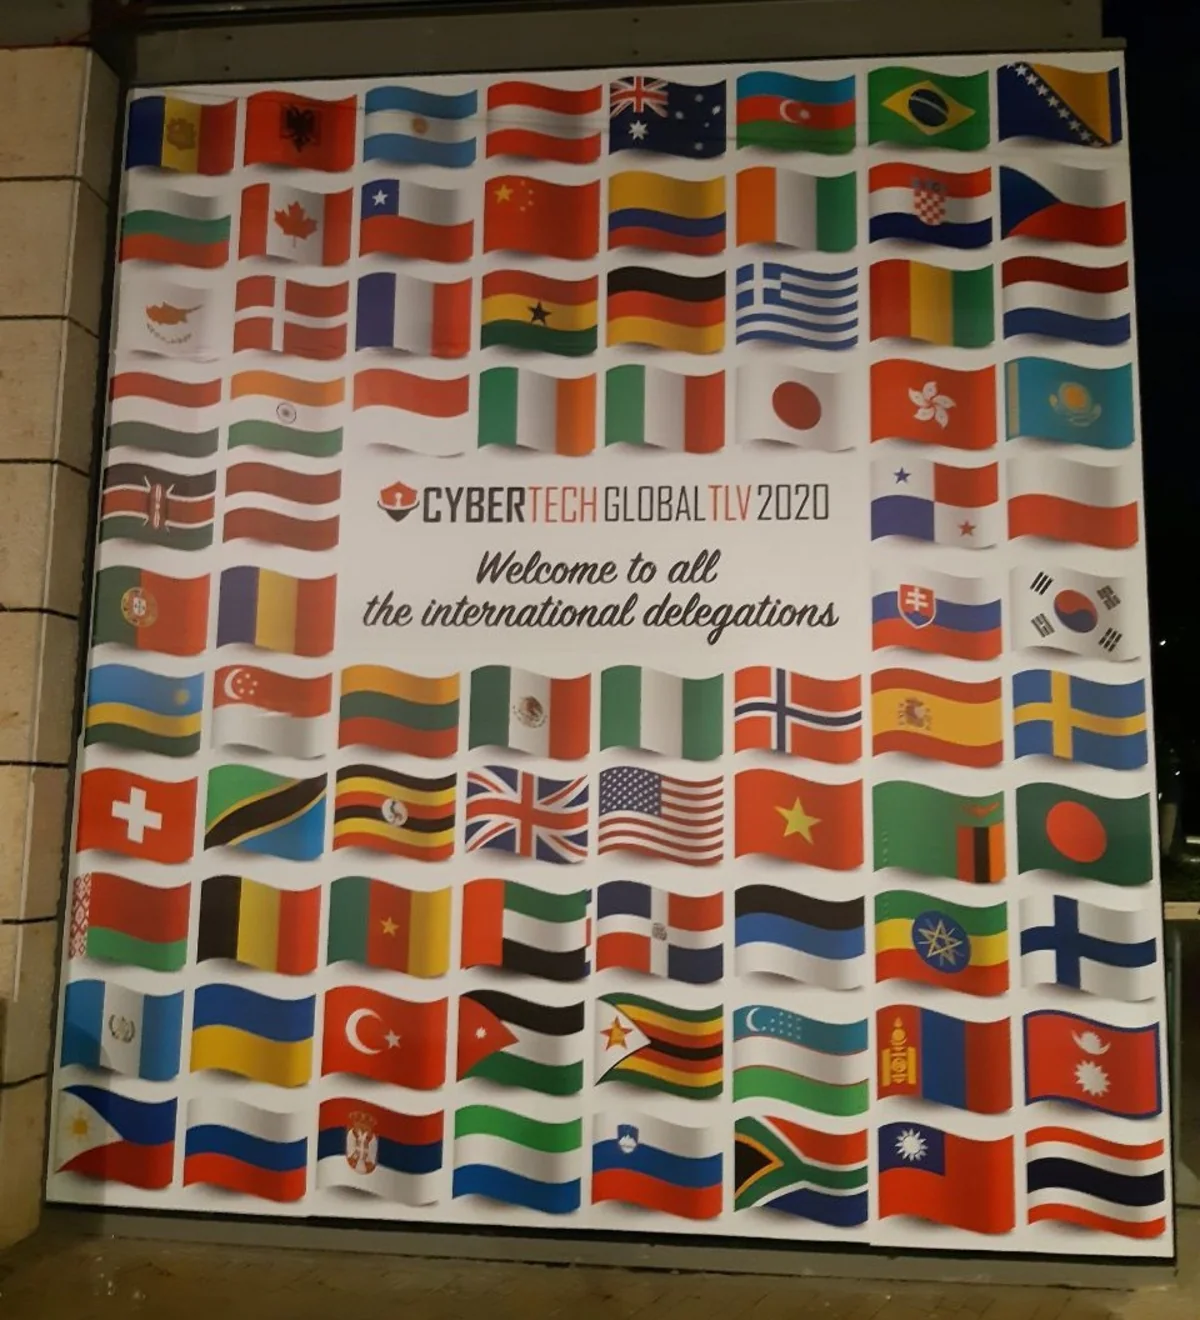 CYBERTECH GLOBAL TLV 2020
Welcome to all
the international delegations